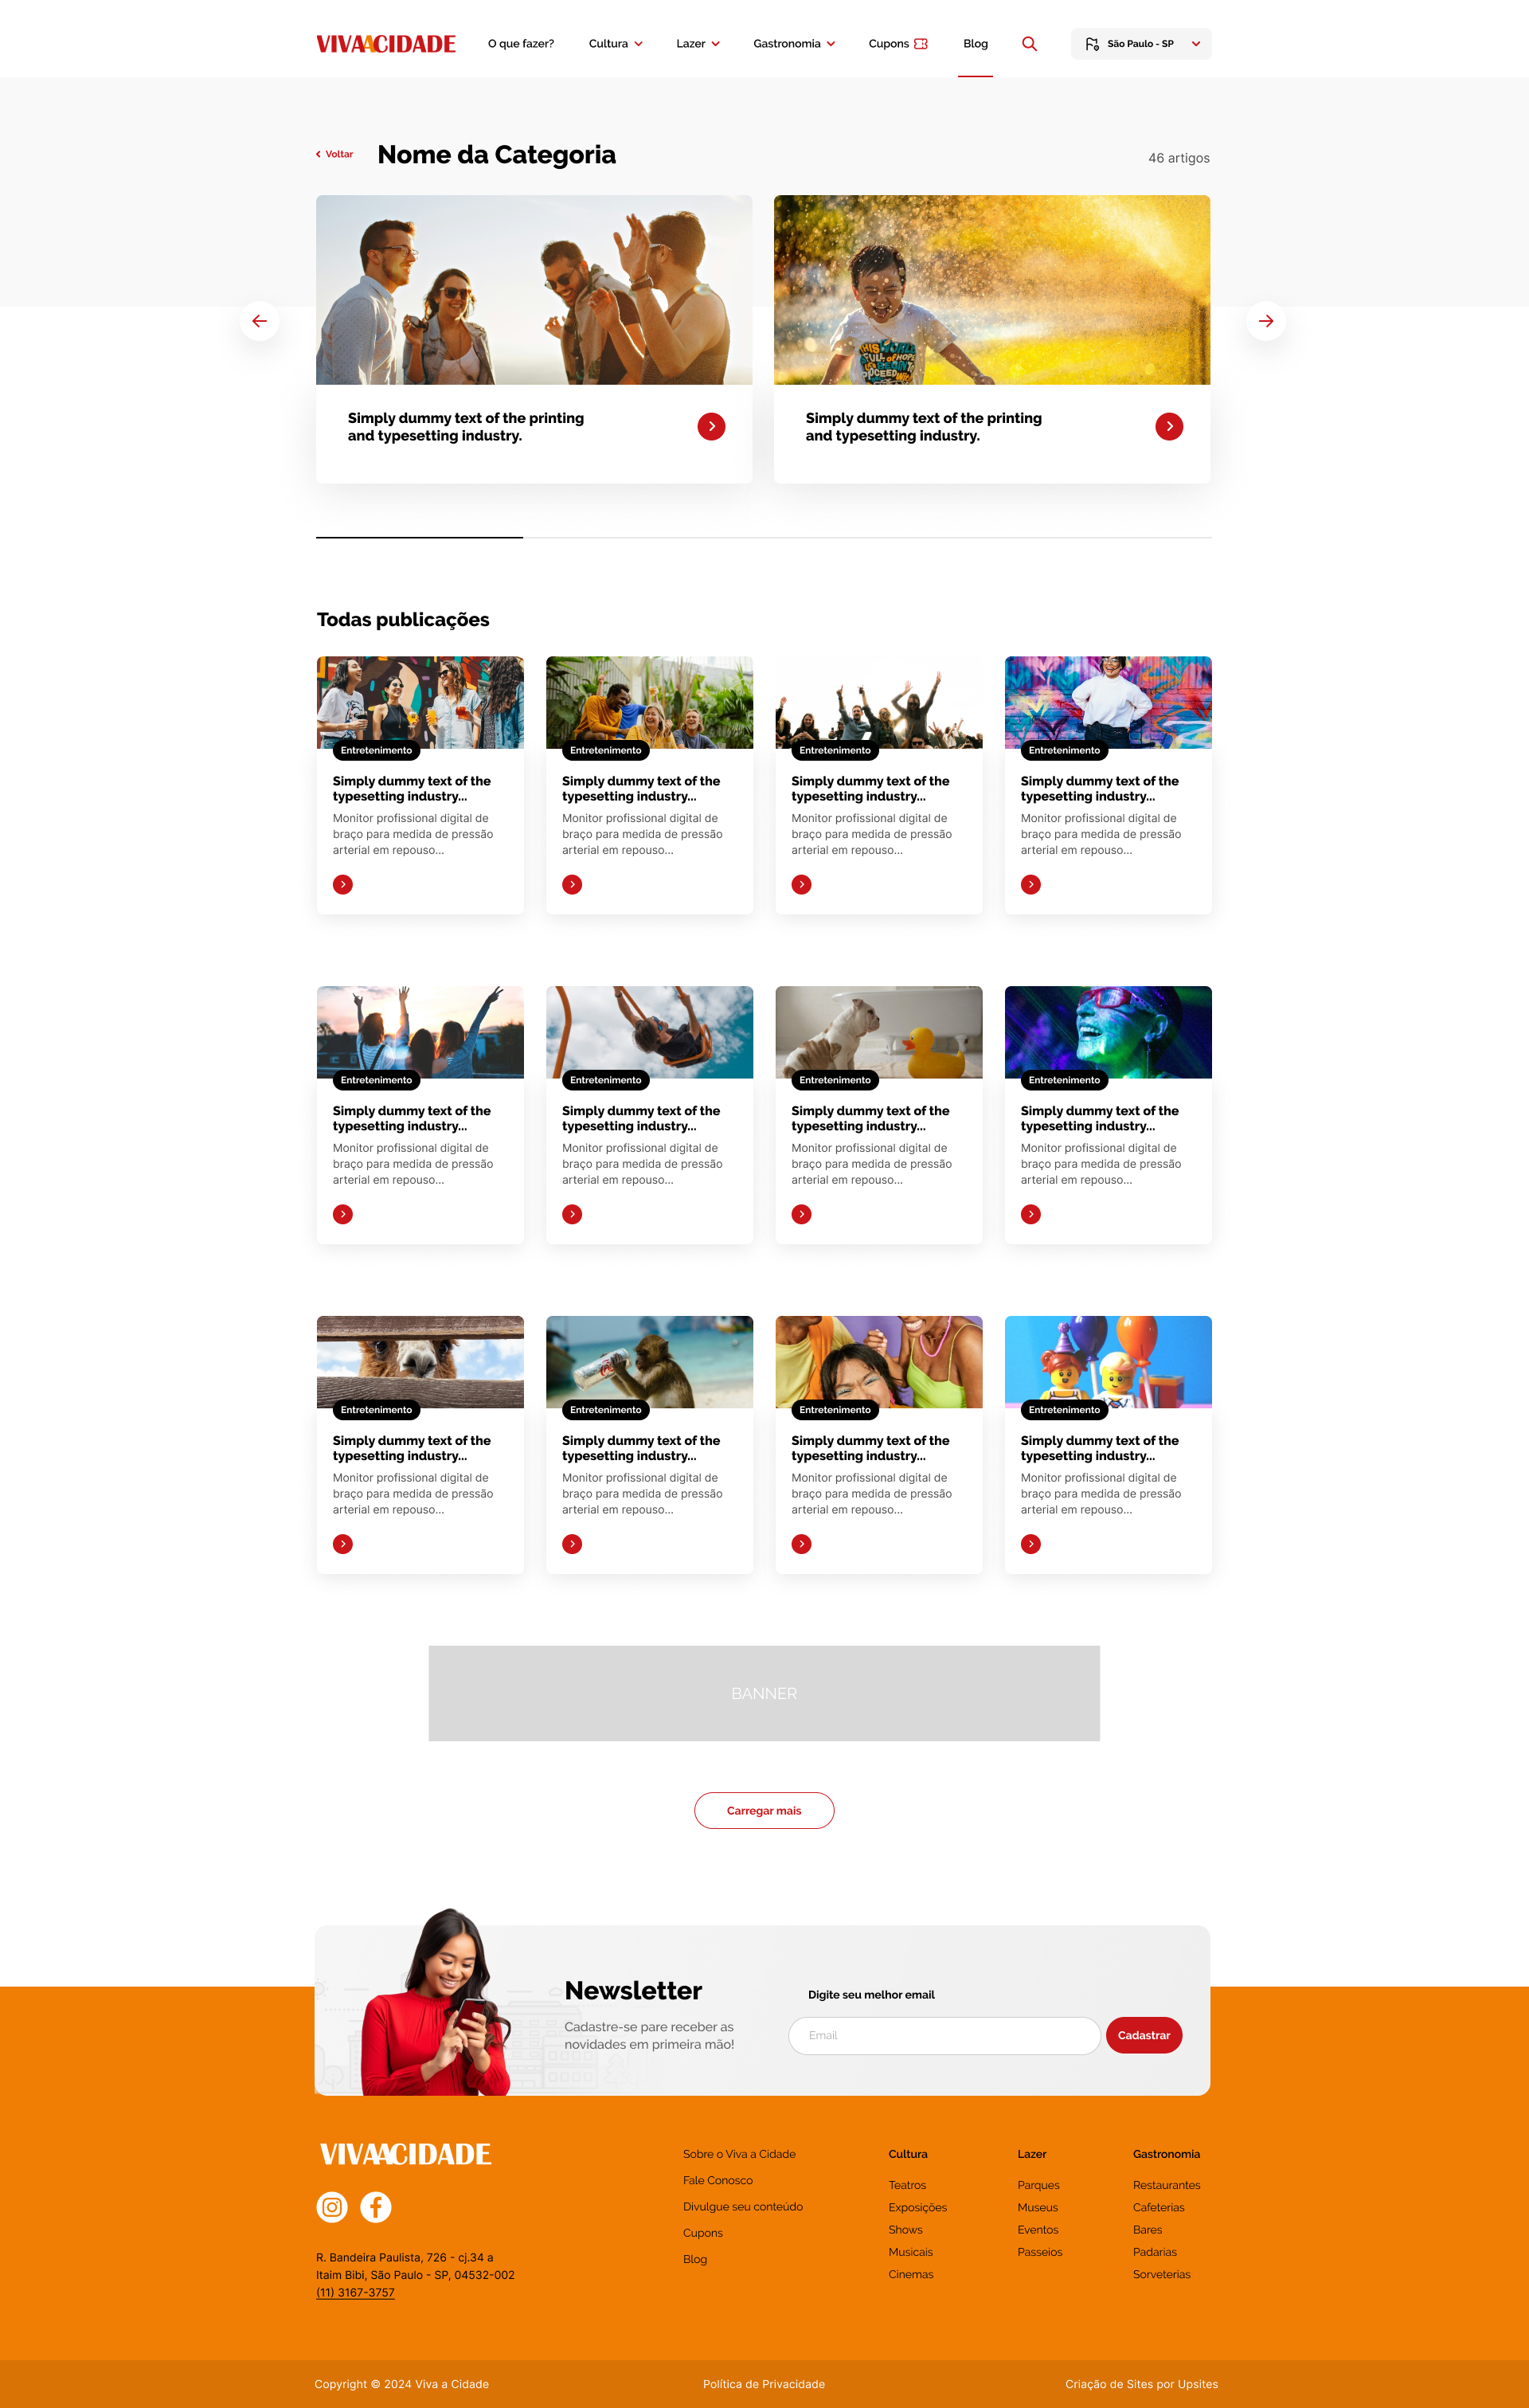 VIVAACIDADE
O que fazer?
Cultura
Lazer
Gastronomia
Cupons
Blog
São Paulo - SP
Voltar
Nome da Categoria
46 artigos
THIS WORLD
FULL of HOPE
Simply dummy text of the printing
and typesetting industry.
Simply dummy text of the printing
and typesetting industry.
Todas publicações
Entretenimento
Simply dummy text of the
typesetting industry...
Monitor profissional digital de
braço para medida de pressão
arterial em repouso...
Entretenimento
Simply dummy text of the
typesetting industry...
Monitor profissional digital de
braço para medida de pressão
arterial em repouso...
Entretenimento
Simply dummy text of the
typesetting industry...
Monitor profissional digital de
braço para medida de pressão
arterial em repouso...
Entretenimento
Simply dummy text of the
typesetting industry...
Monitor profissional digital de
braço para medida de pressão
arterial em repouso...
Entretenimento
Simply dummy text of the
typesetting industry...
Monitor profissional digital de
braço para medida de pressão
arterial em repouso...
Entretenimento
Simply dummy text of the
typesetting industry...
Monitor profissional digital de
braço para medida de pressão
arterial em repouso...
Entretenimento
Simply dummy text of the
typesetting industry...
Monitor profissional digital de
braço para medida de pressão
arterial em repouso...
Entretenimento
Simply dummy text of the
typesetting industry...
Monitor profissional digital de
braço para medida de pressão
arterial em repouso...
Entretenimento
Simply dummy text of the
typesetting industry...
Monitor profissional digital de
braço para medida de pressão
arterial em repouso...
Entretenimento
Simply dummy text of the
typesetting industry...
Monitor profissional digital de
braço para medida de pressão
arterial em repouso...
Entretenimento
Simply dummy text of the
typesetting industry...
Monitor profissional digital de
braço para medida de pressão
arterial em repouso...
Entretenimento
Simply dummy text of the
typesetting industry...
Monitor profissional digital de
braço para medida de pressão
arterial em repouso...
BANNER
Carregar mais
Newsletter
Cadastre-se pare receber as
novidades em primeira mão!
Digite seu melhor email
Email
Cadastrar
VIVAACIDADE
R. Bandeira Paulista, 726 - cj.34 a
Itaim Bibi, São Paulo - SP, 04532-002
(11) 3167-3757
Sobre o Viva a Cidade
Fale Conosco
Divulgue seu conteúdo
Cupons
Blog
Cultura
Teatros
Exposições
Shows
Musicais
Cinemas
Lazer
Parques
Museus
Eventos
Passeios
Gastronomia
Restaurantes
Cafeterias
Bares
Padarias
Sorveterias
Copyright © 2024 Viva a Cidade
Política de Privacidade
Criação de Sites por Upsites